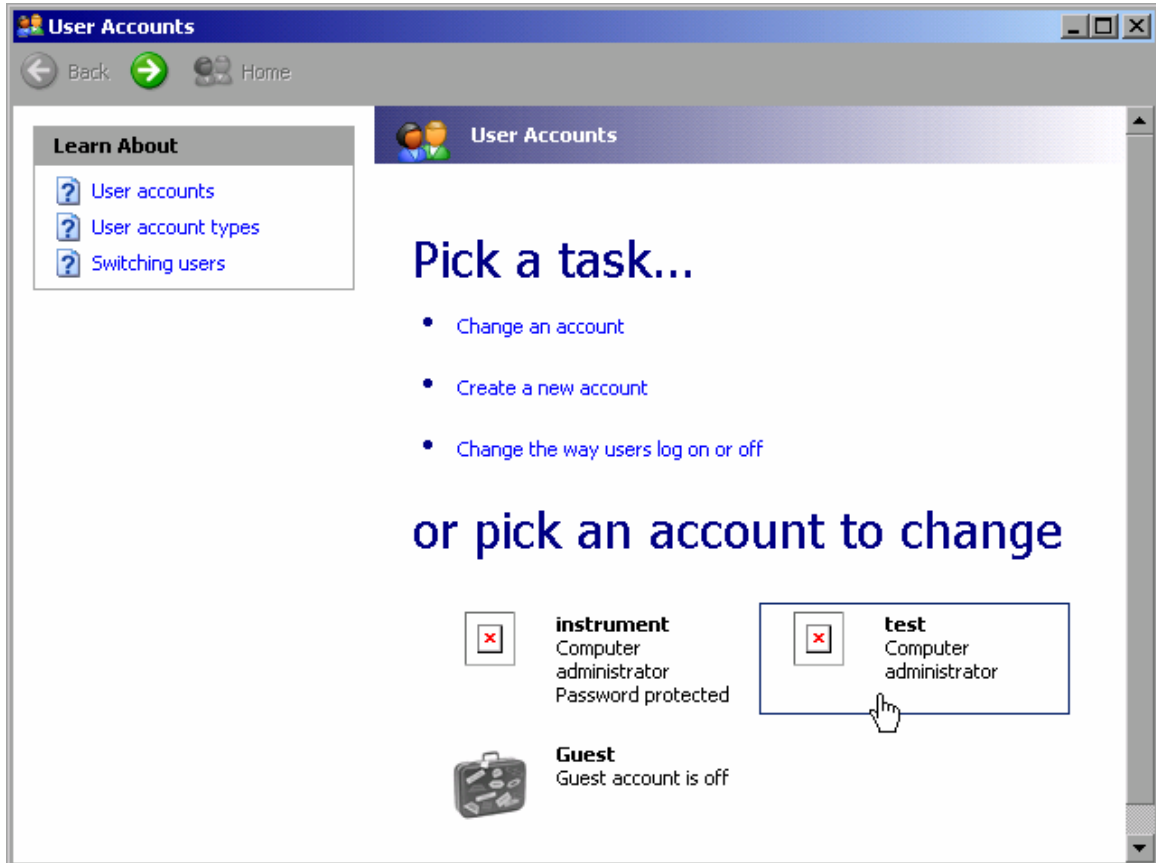 User Accounts
Back Home
Learn About
User accounts
User account types
Switching users
User Accounts
Pick a task...
Change an account
Create a new account
Change the way users log on or off
or pick an account to change
instrument
Computer
administrator
Password protected
test
Computer
administrator
Guest
Guest account is off